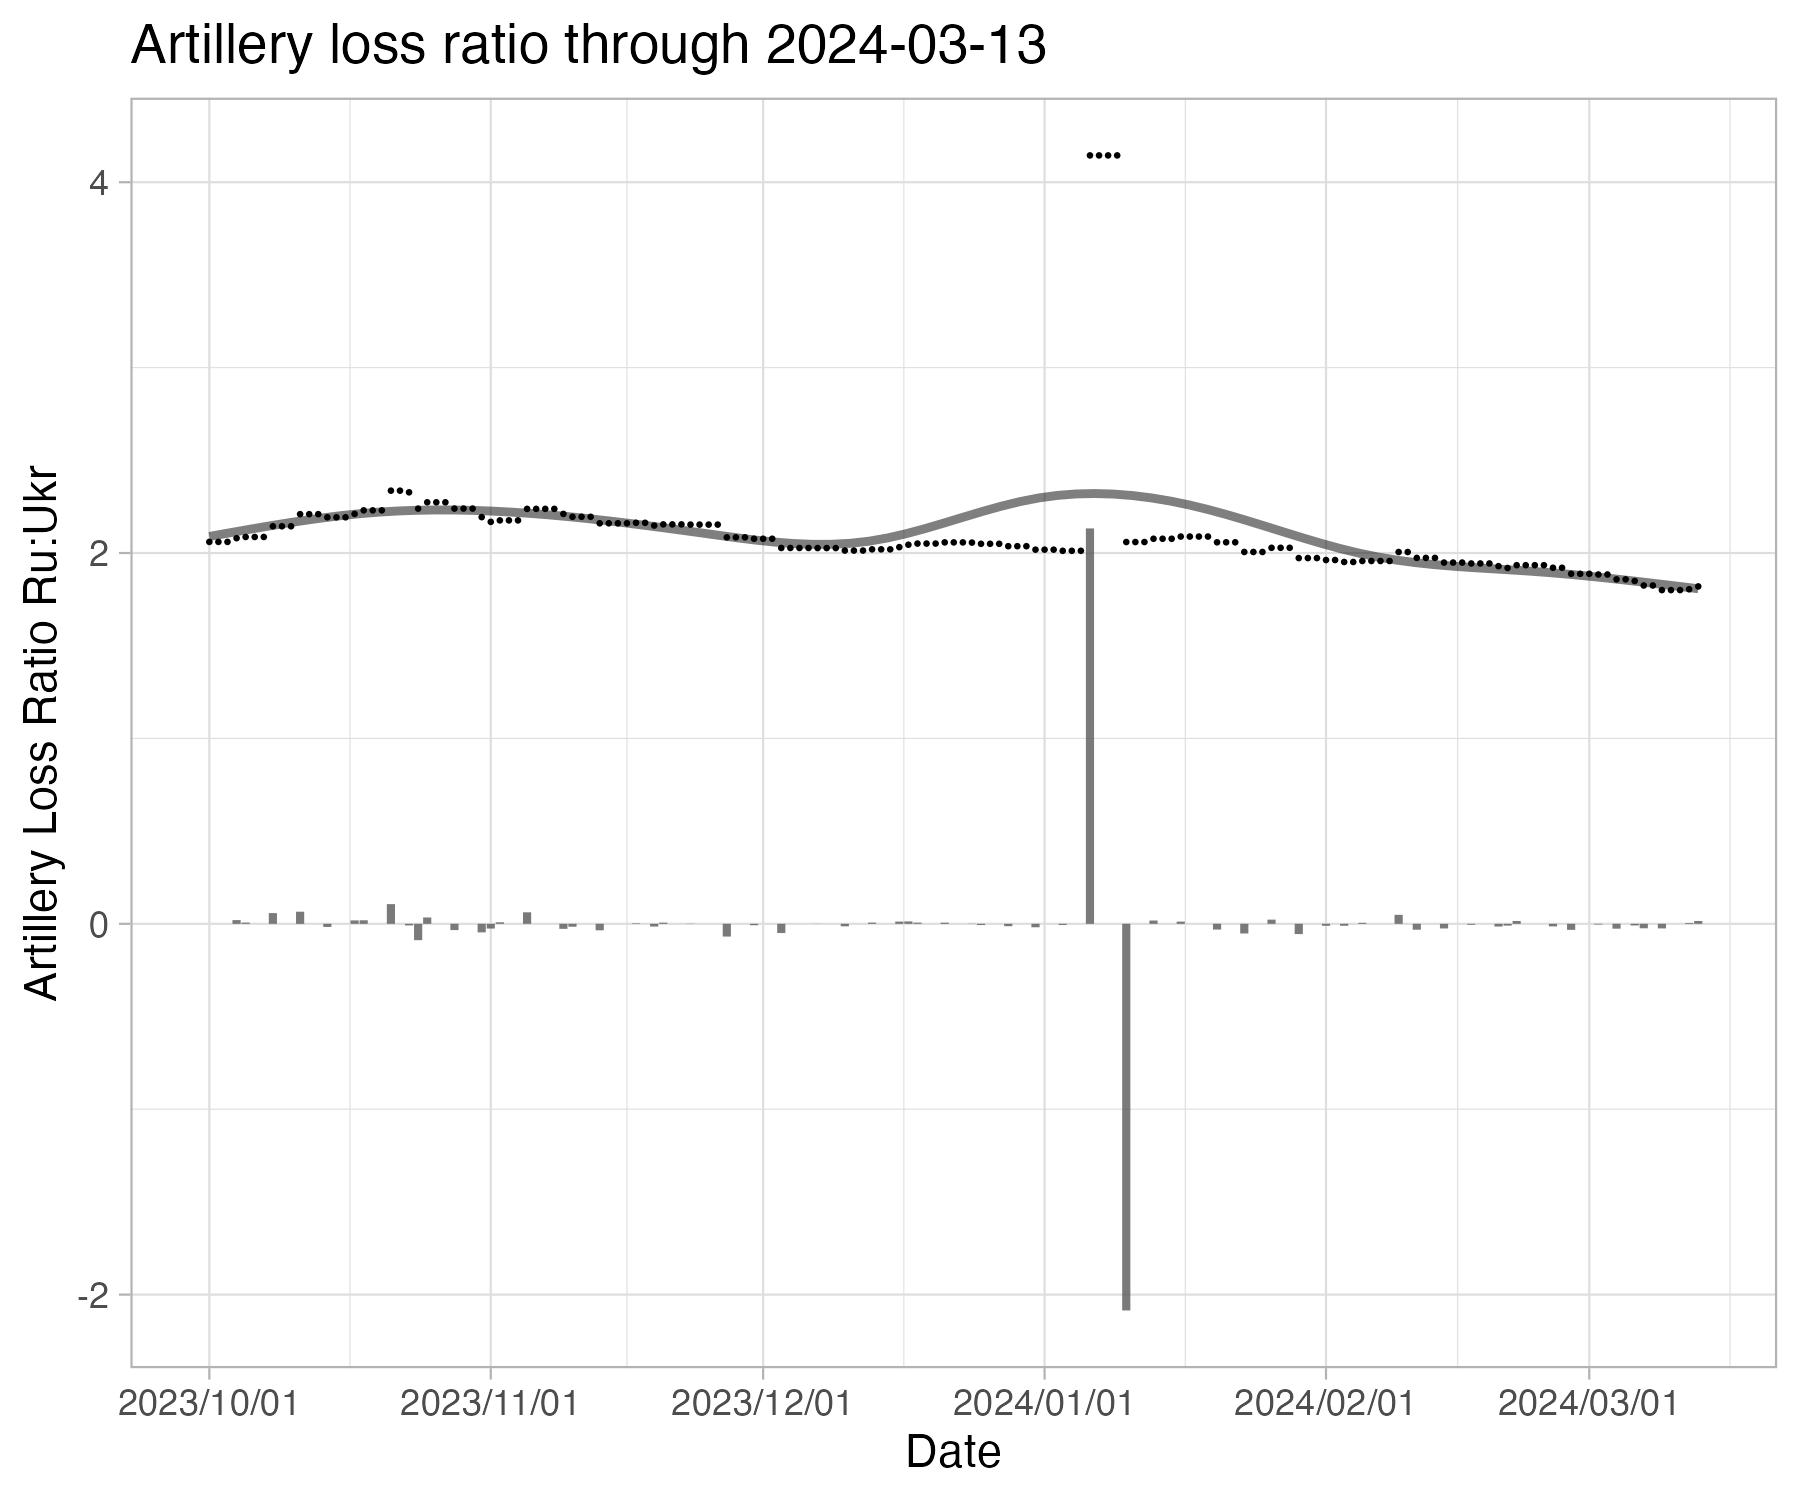 Artillery loss ratio through 2024-03-13
Artillery Loss Ratio Ru:Ukr
4
2
0
-2
2023/10/01 2023/11/01 2023/12/01 2024/01/01 2024/02/01 2024/03/01
Date